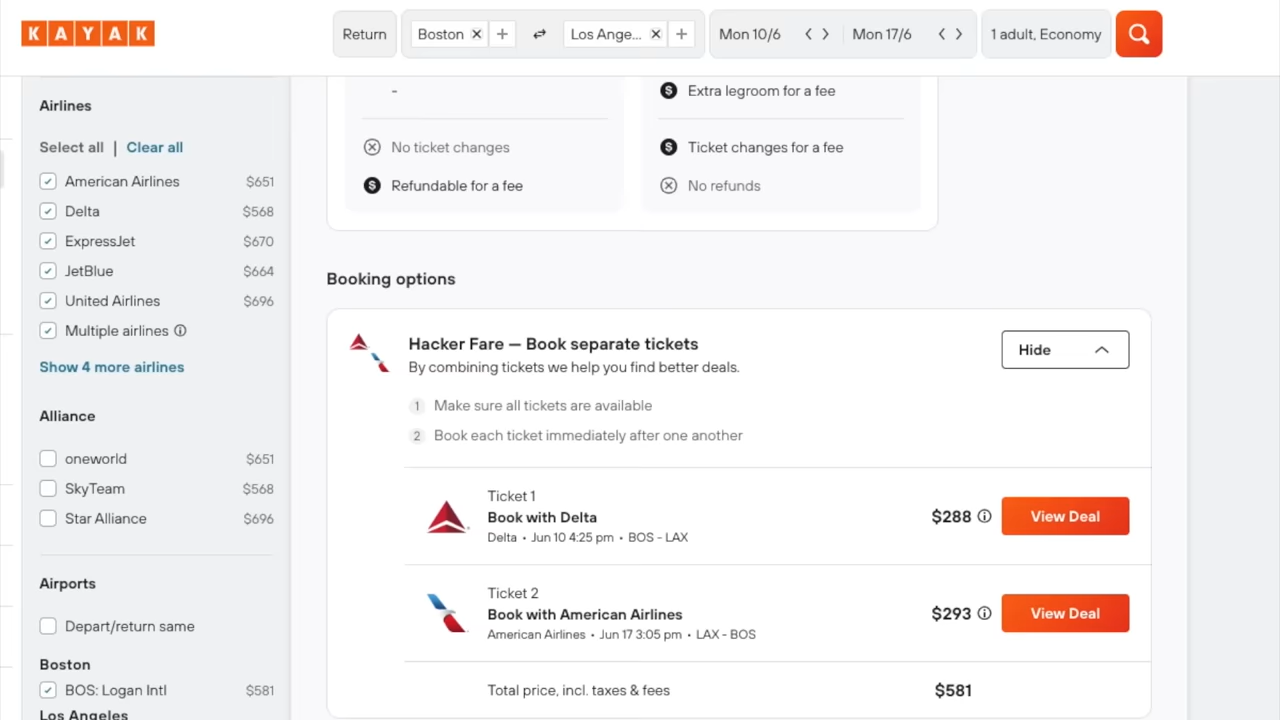 KAYAK
Return
Boston
Los Ange...
Mon 10/6
Mon 17/6
1 adult, Economy
Airlines
Select all | Clear all
American Airlines $651
Delta $568
ExpressJet $670
JetBlue $664
United Airlines $696
Multiple airlines
Show 4 more airlines
Alliance
oneworld $651
SkyTeam $568
Star Alliance $696
Airports
Depart/return same
Boston
BOS: Logan Intl $581
Los Angeles
-
No ticket changes
Refundable for a fee
Extra legroom for a fee
Ticket changes for a fee
No refunds
Booking options
Hacker Fare — Book separate tickets
Hide
By combining tickets we help you find better deals.
1 Make sure all tickets are available
2 Book each ticket immediately after one another
Ticket 1
Book with Delta
Delta • Jun 10 4:25 pm • BOS - LAX
$288
View Deal
Ticket 2
Book with American Airlines
American Airlines • Jun 17 3:05 pm • LAX - BOS
$293
View Deal
Total price, incl. taxes & fees $581